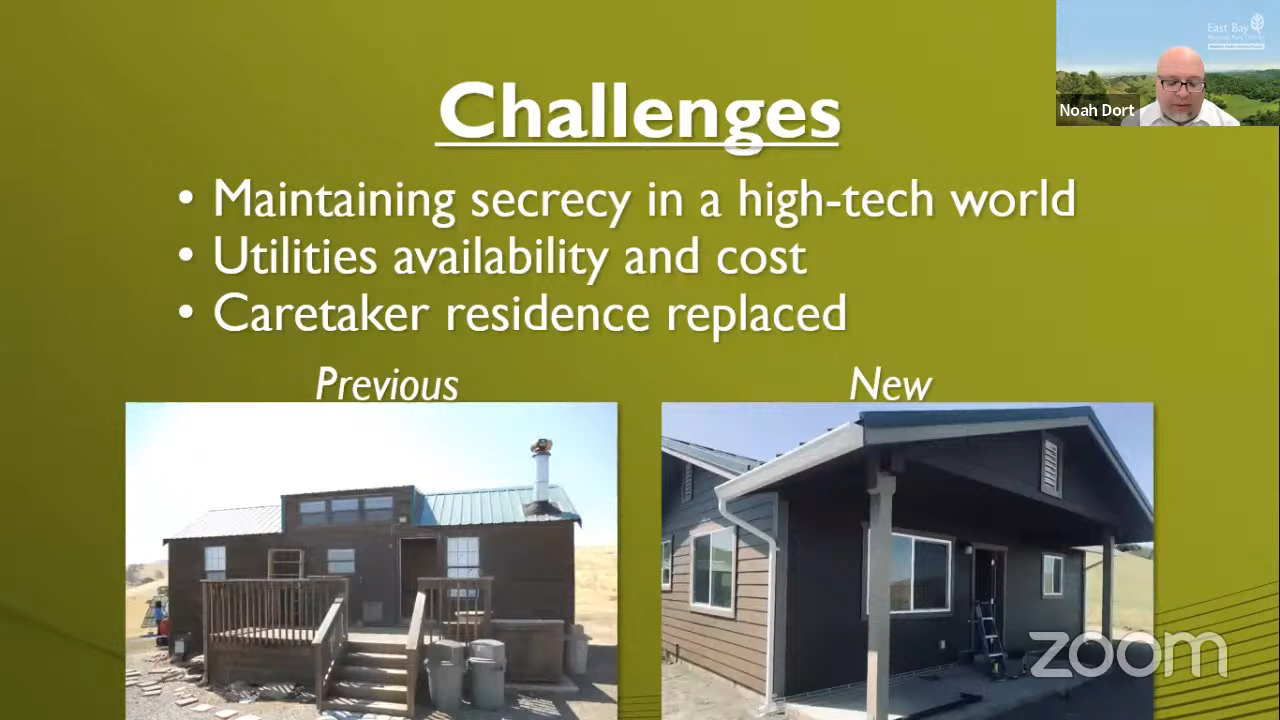 East Bay
Noah Dort
Challenges
• Maintaining secrecy in a high-tech world
• Utilities availability and cost
• Caretaker residence replaced
Previous
New
zoom